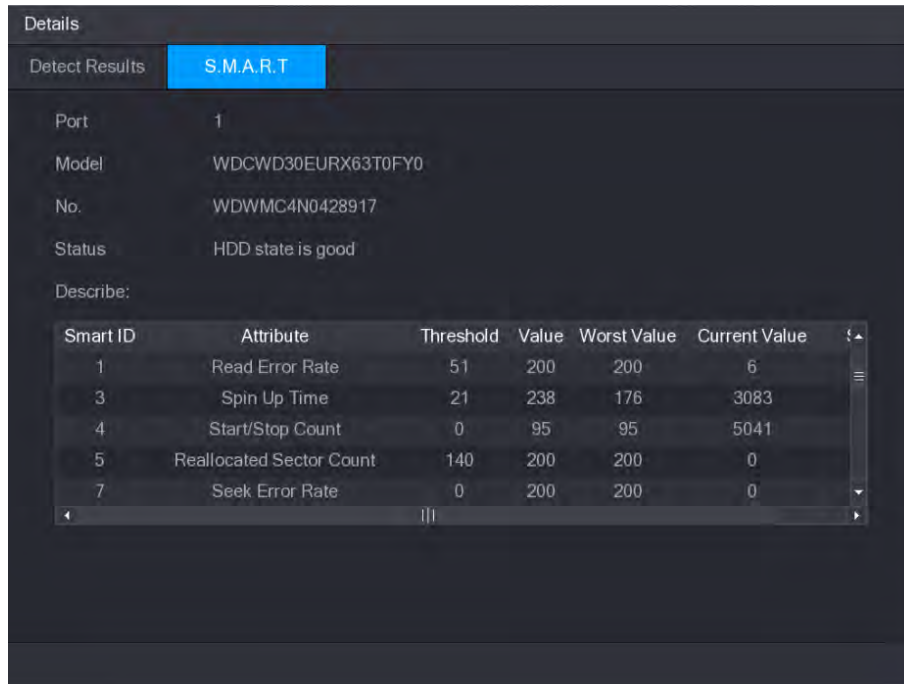 Details
Detect Results S.M.A.R.T
Port 1
Model WDCWD30EURX63T0FY0
No. WDWMC4N0428917
Status HDD state is good
Describe:
Smart ID Attribute Threshold Value Worst Value Current Value
1 Read Error Rate 51 200 200 6
3 Spin Up Time 21 238 176 3083
4 Start/Stop Count 0 95 95 5041
5 Reallocated Sector Count 140 200 200 0
7 Seek Error Rate 0 200 200 0